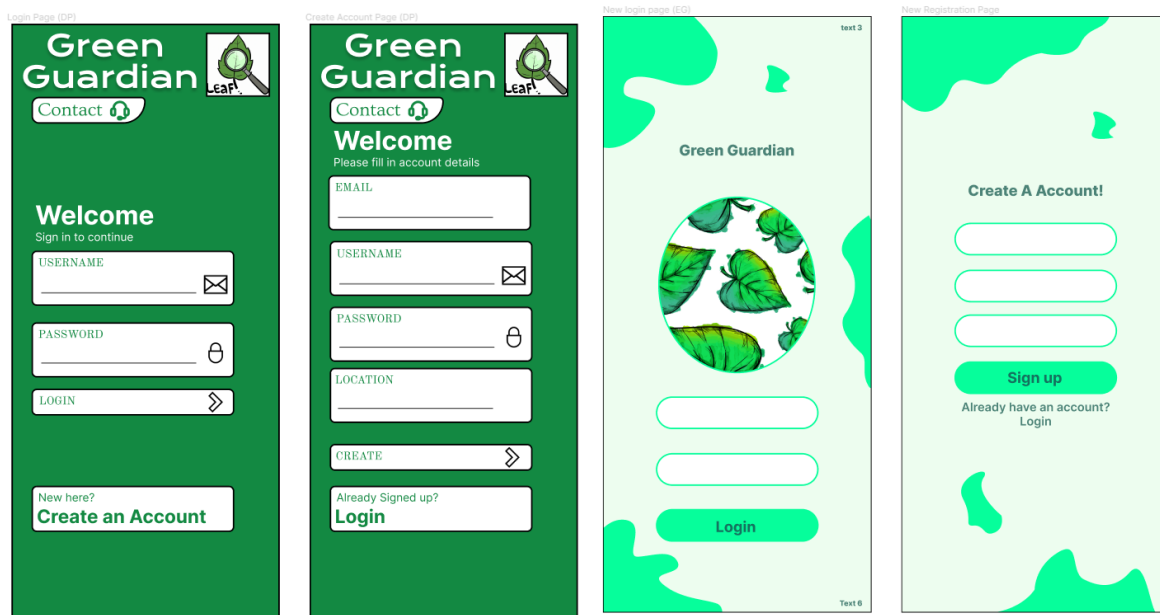 Login Page (DP)
Green
Guardian
LEAF!
Contact
Welcome
Sign in to continue
USERNAME
PASSWORD
LOGIN
New here?
Create an Account
Create Account Page (DP)
Green
Guardian
LEAF!
Contact
Welcome
Please fill in account details
EMAIL
USERNAME
PASSWORD
LOCATION
CREATE
Already Signed up?
Login
New login page (EG)
text 3
Green Guardian
Login
Text 6
New Registration Page
Create A Account!
Sign up
Already have an account?
Login